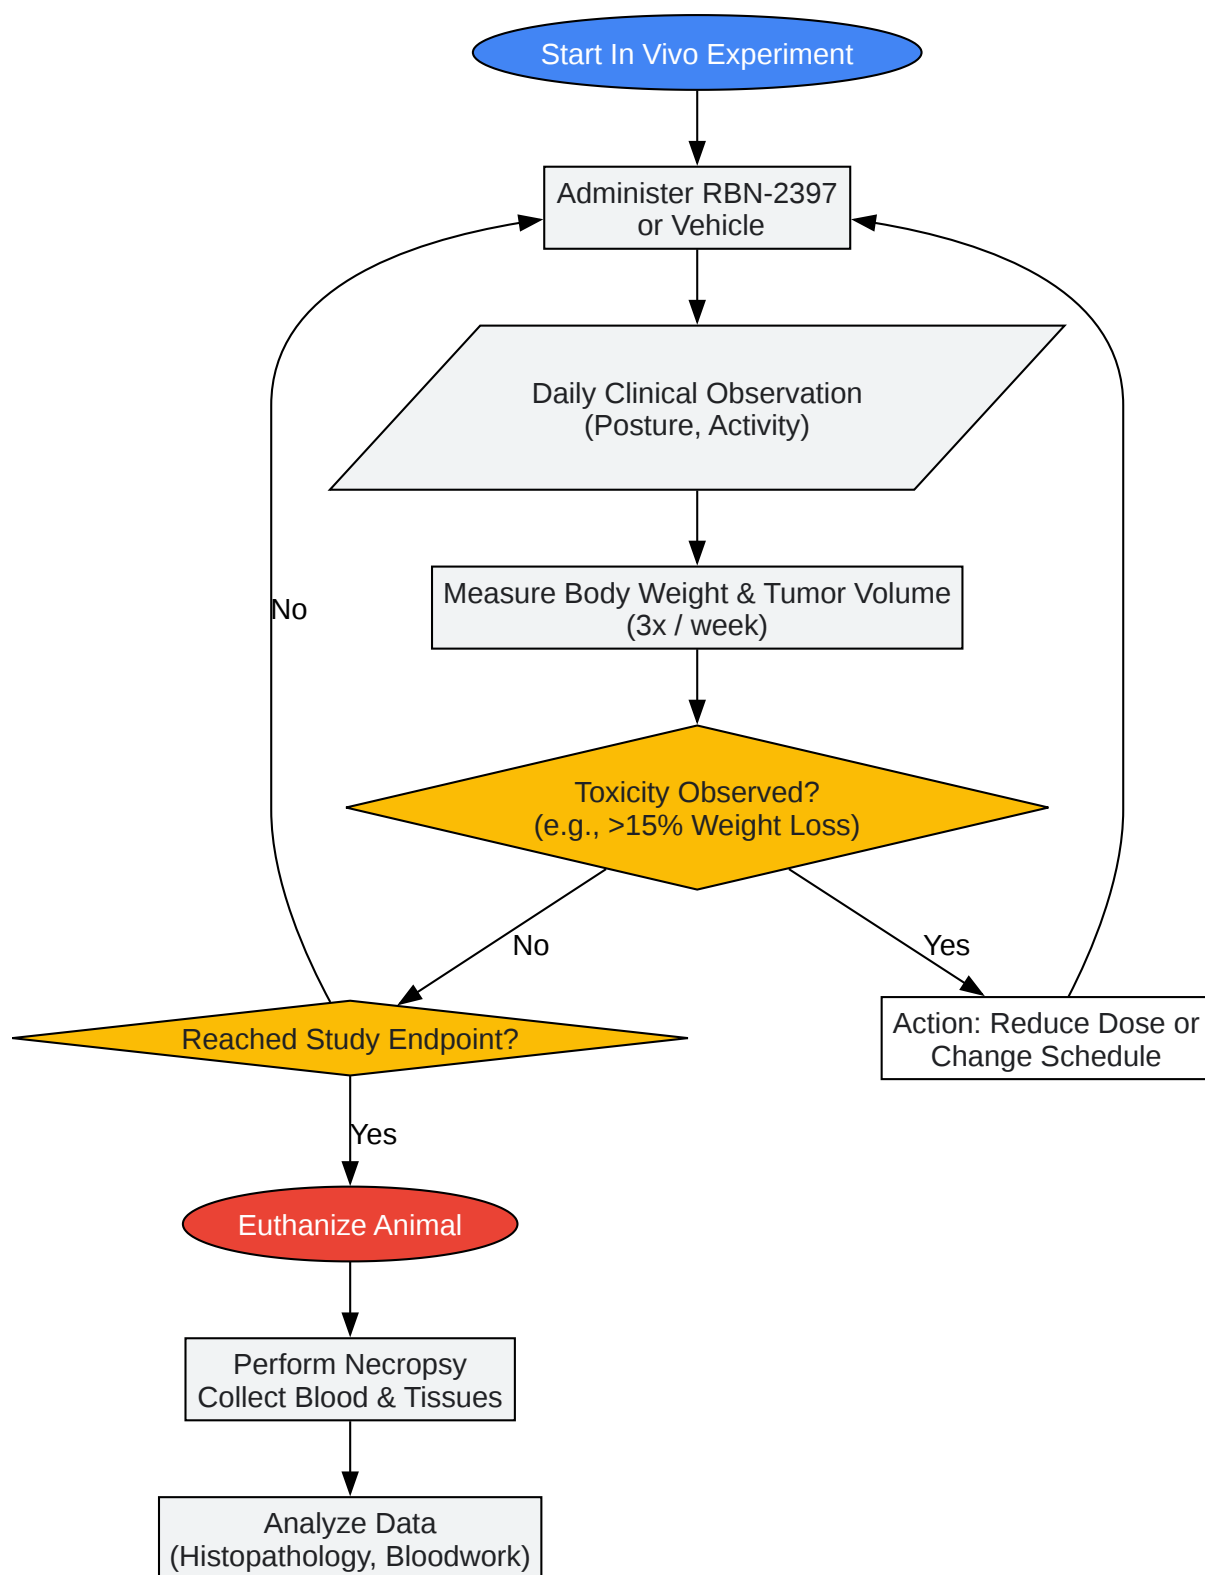 Start In Vivo Experiment
Administer RBN-2397
or Vehicle
Daily Clinical Observation
(Posture, Activity)
No
Measure Body Weight & Tumor Volume
(3x / week)
Toxicity Observed?
(e.g., >15% Weight Loss)
No
Yes
Reached Study Endpoint?
Action: Reduce Dose or
Change Schedule
Yes
Euthanize Animal
Perform Necropsy
Collect Blood & Tissues
Analyze Data
(Histopathology, Bloodwork)